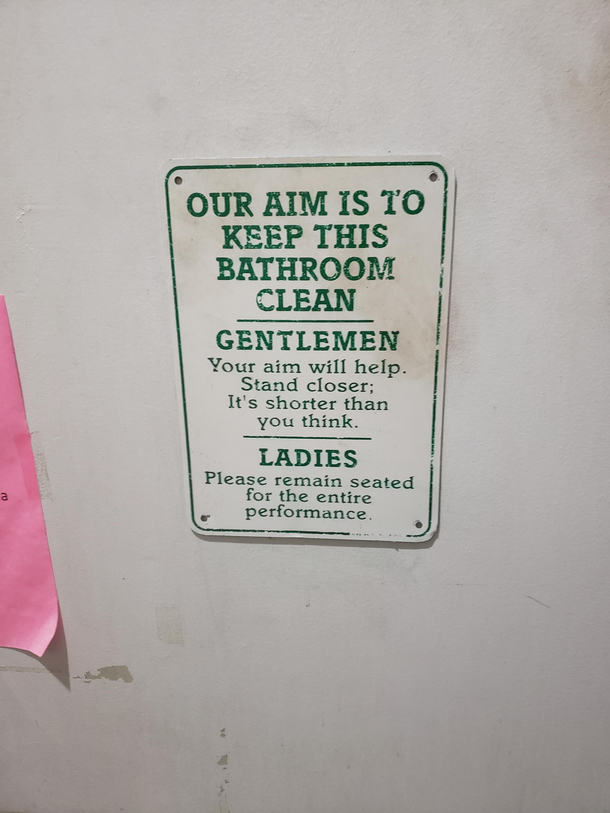 OUR AIM IS TO
KEEP THIS
BATHROOM
CLEAN
GENTLEMEN
Your aim will help.
Stand closer;
It's shorter than
you think.
LADIES
Please remain seated
for the entire
performance.
a